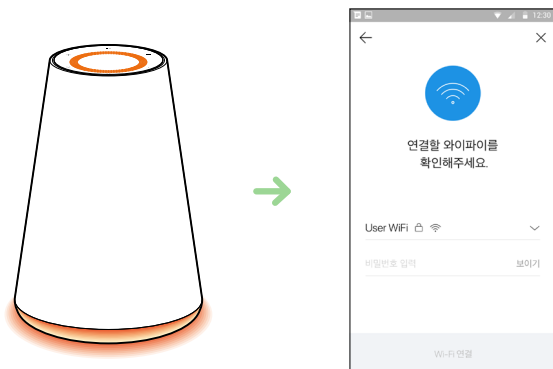 12:30
연결할 와이파이를
확인해주세요.
User WiFi
비밀번호 입력 보이기
Wi-Fi 연결